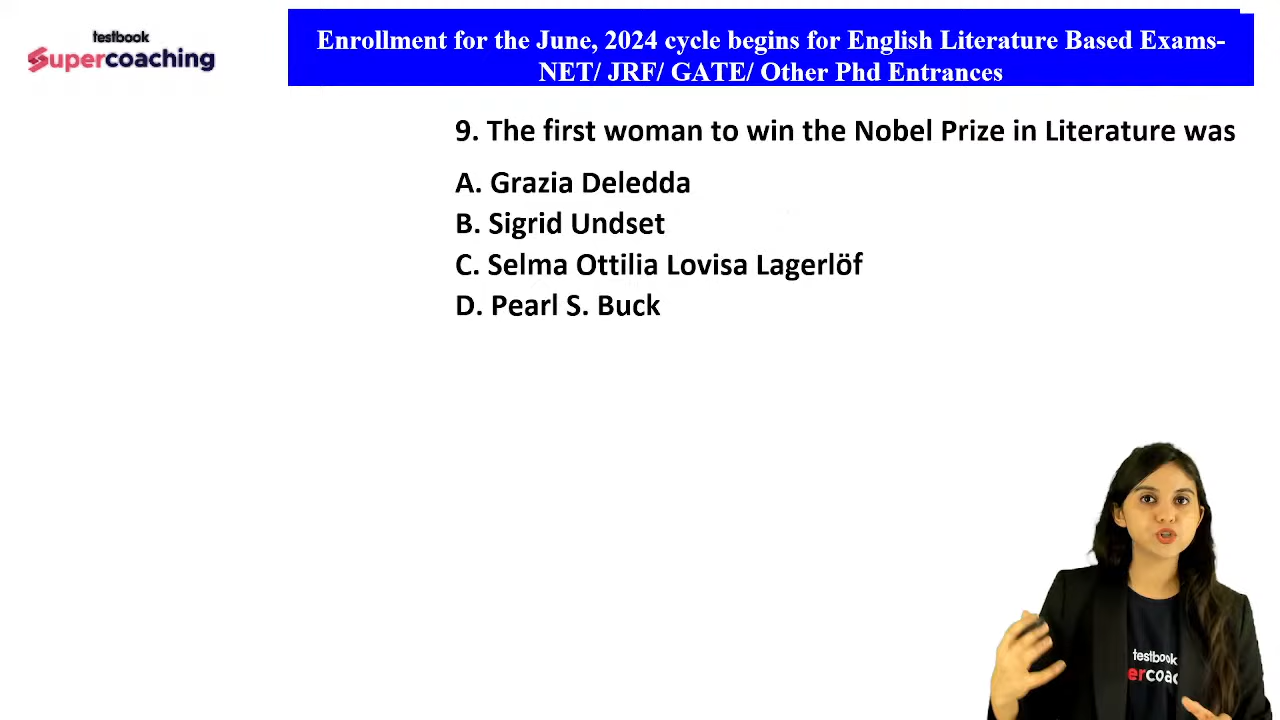 testbook
Supercoaching
Enrollment for the June, 2024 cycle begins for English Literature Based Exams-
NET/ JRF/ GATE/ Other Phd Entrances
9. The first woman to win the Nobel Prize in Literature was
A. Grazia Deledda
B. Sigrid Undset
C. Selma Ottilia Lovisa Lagerlöf
D. Pearl S. Buck
testbook
ercoac